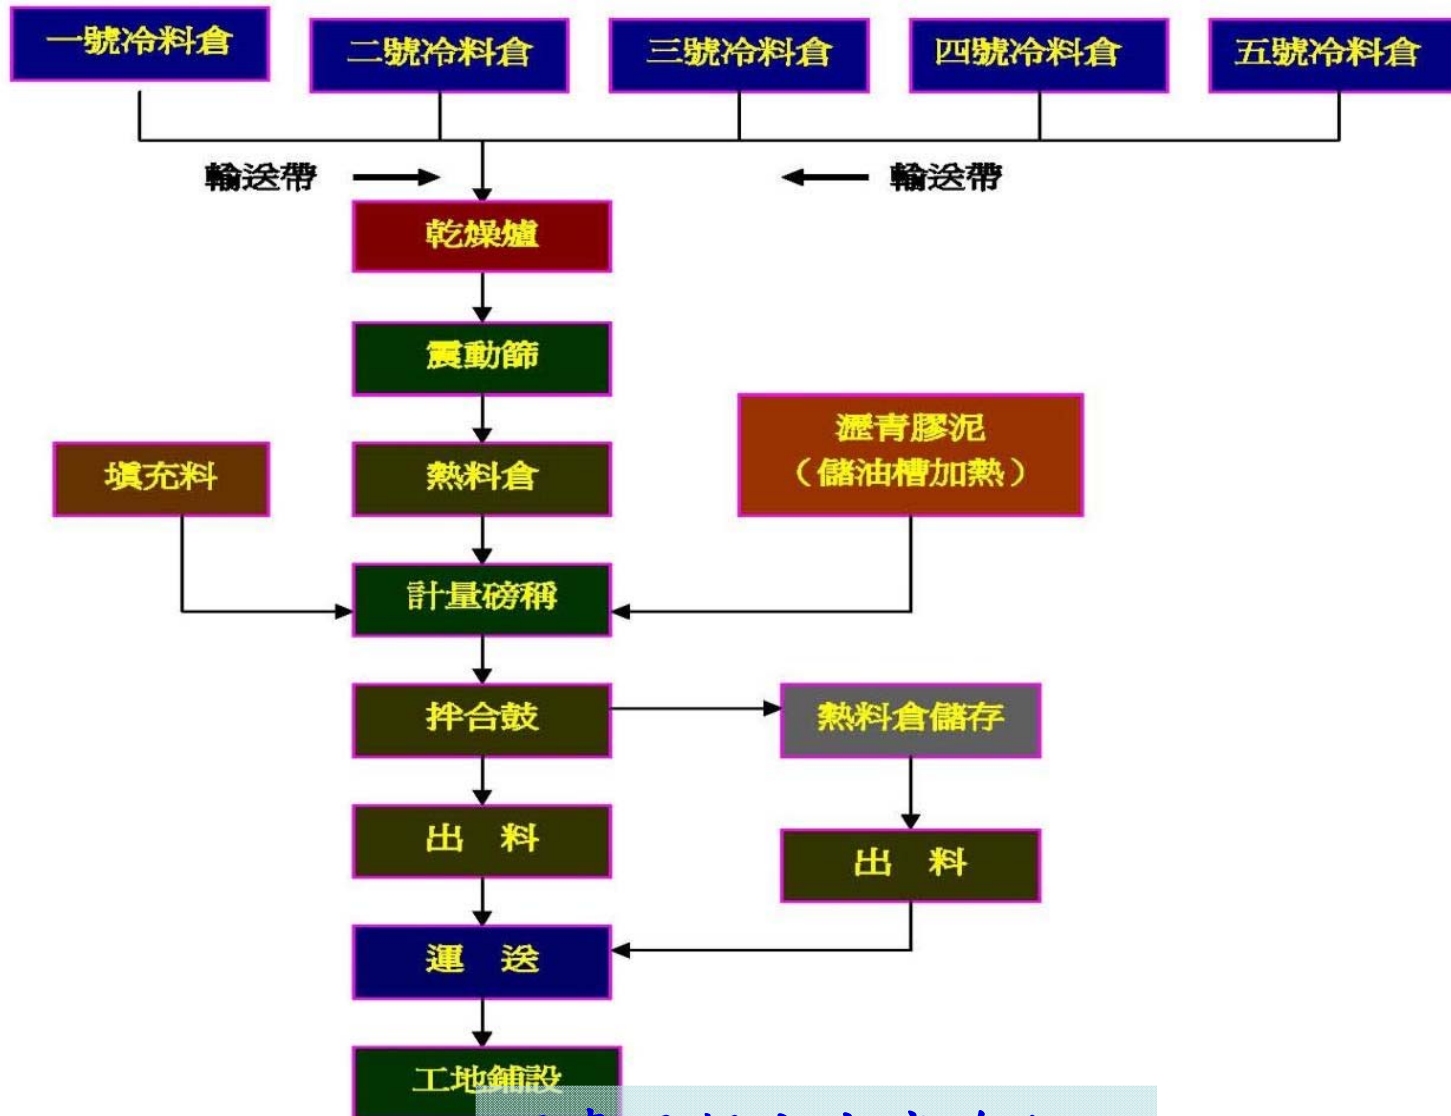 一號冷料倉
二號冷料倉
三號冷料倉
四號冷料倉
五號冷料倉
輸送帶
輸送帶
乾燥爐
震動篩
熱料倉
填充料
瀝青膠泥
（儲油槽加熱）
計量磅稱
拌合鼓
熱料倉儲存
出　料
出　料
運　送
工地鋪設